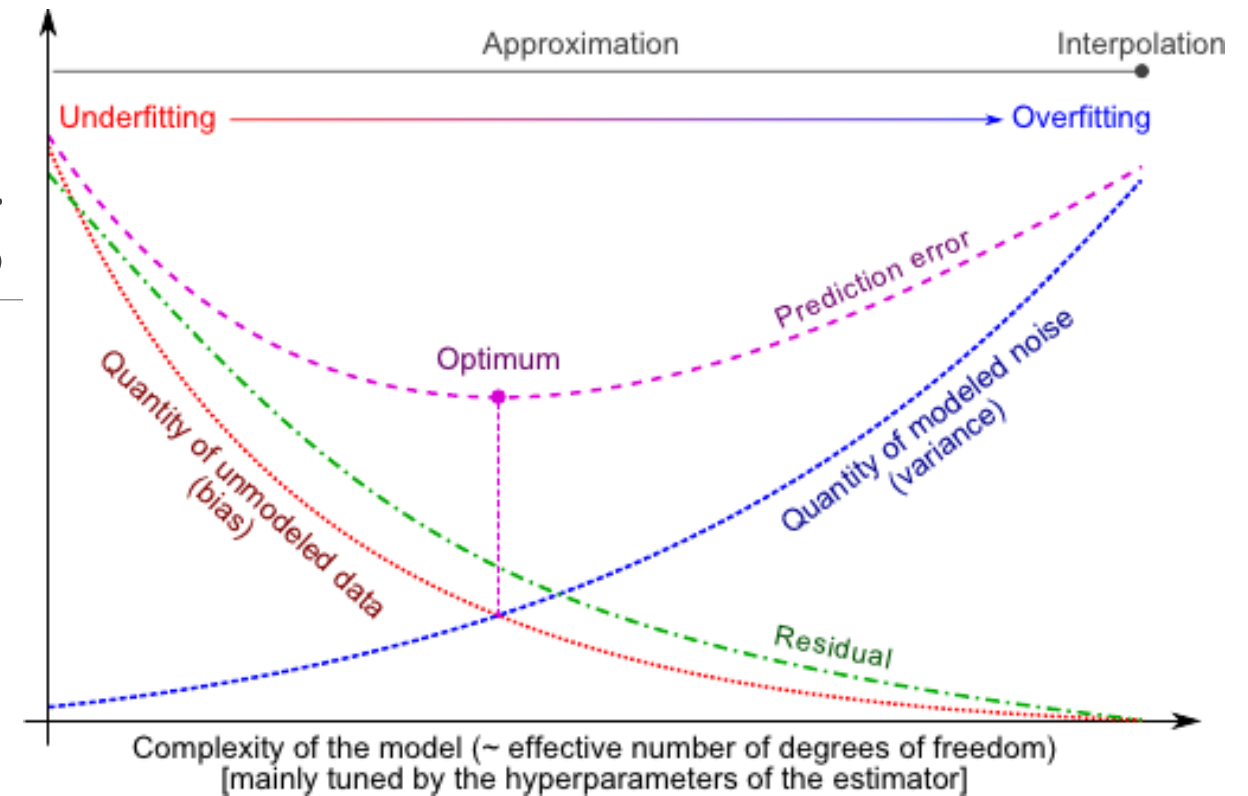 Approximation
Interpolation
Underfitting
Overfitting
Prediction error
Optimum
Quantity of unmodeled data
(bias)
Quantity of modeled noise
(variance)
Residual
Complexity of the model (~ effective number of degrees of freedom)
[mainly tuned by the hyperparameters of the estimator]